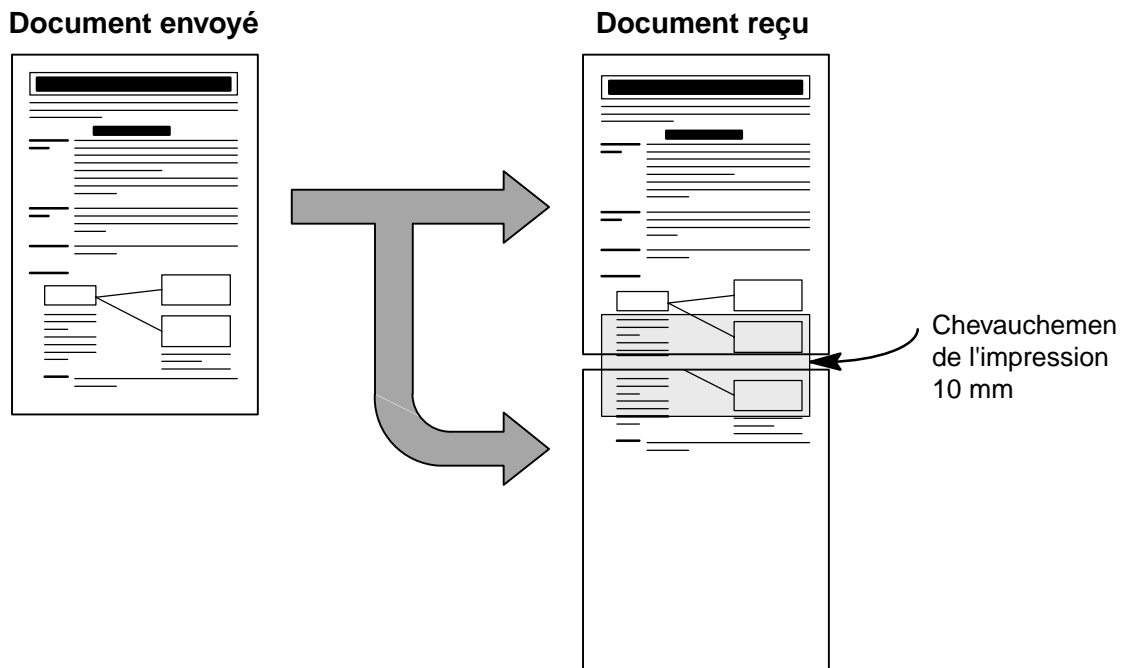 Document envoyé
Document reçu
Chevauchemen
de l'impression
10 mm